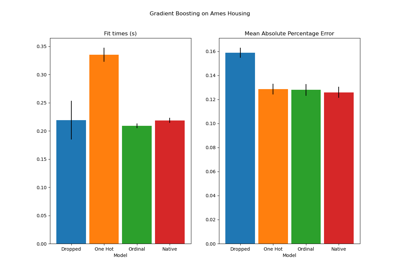 Gradient Boosting on Ames Housing
Fit times (s)
Mean Absolute Percentage Error
0.35
0.30
0.25
0.20
0.15
0.10
0.05
0.00
Dropped One Hot Ordinal Native
Model
0.16
0.14
0.12
0.10
0.08
0.06
0.04
0.02
0.00
Dropped One Hot Ordinal Native
Model